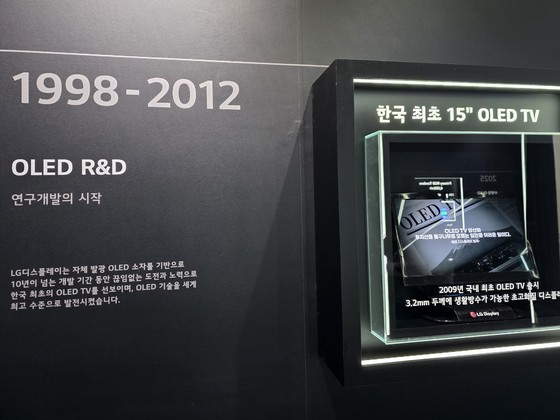 1998 - 2012
OLED R&D
연구개발의 시작
LG디스플레이는 자체 발광 OLED 소자를 기반으로
10년이 넘는 개발 기간 동안 끊임없는 도전과 노력으로
한국 최초의 OLED TV를 선보이며, OLED 기술을 세계
최고 수준으로 발전시켰습니다.
한국 최초 15" OLED TV
2025
OLED T
OLED TV 양산은
2009년 국내 최초 OLED TV 출시
3.2mm 두께에 생활방수가 가능한 초고화질 디스플
LG Display